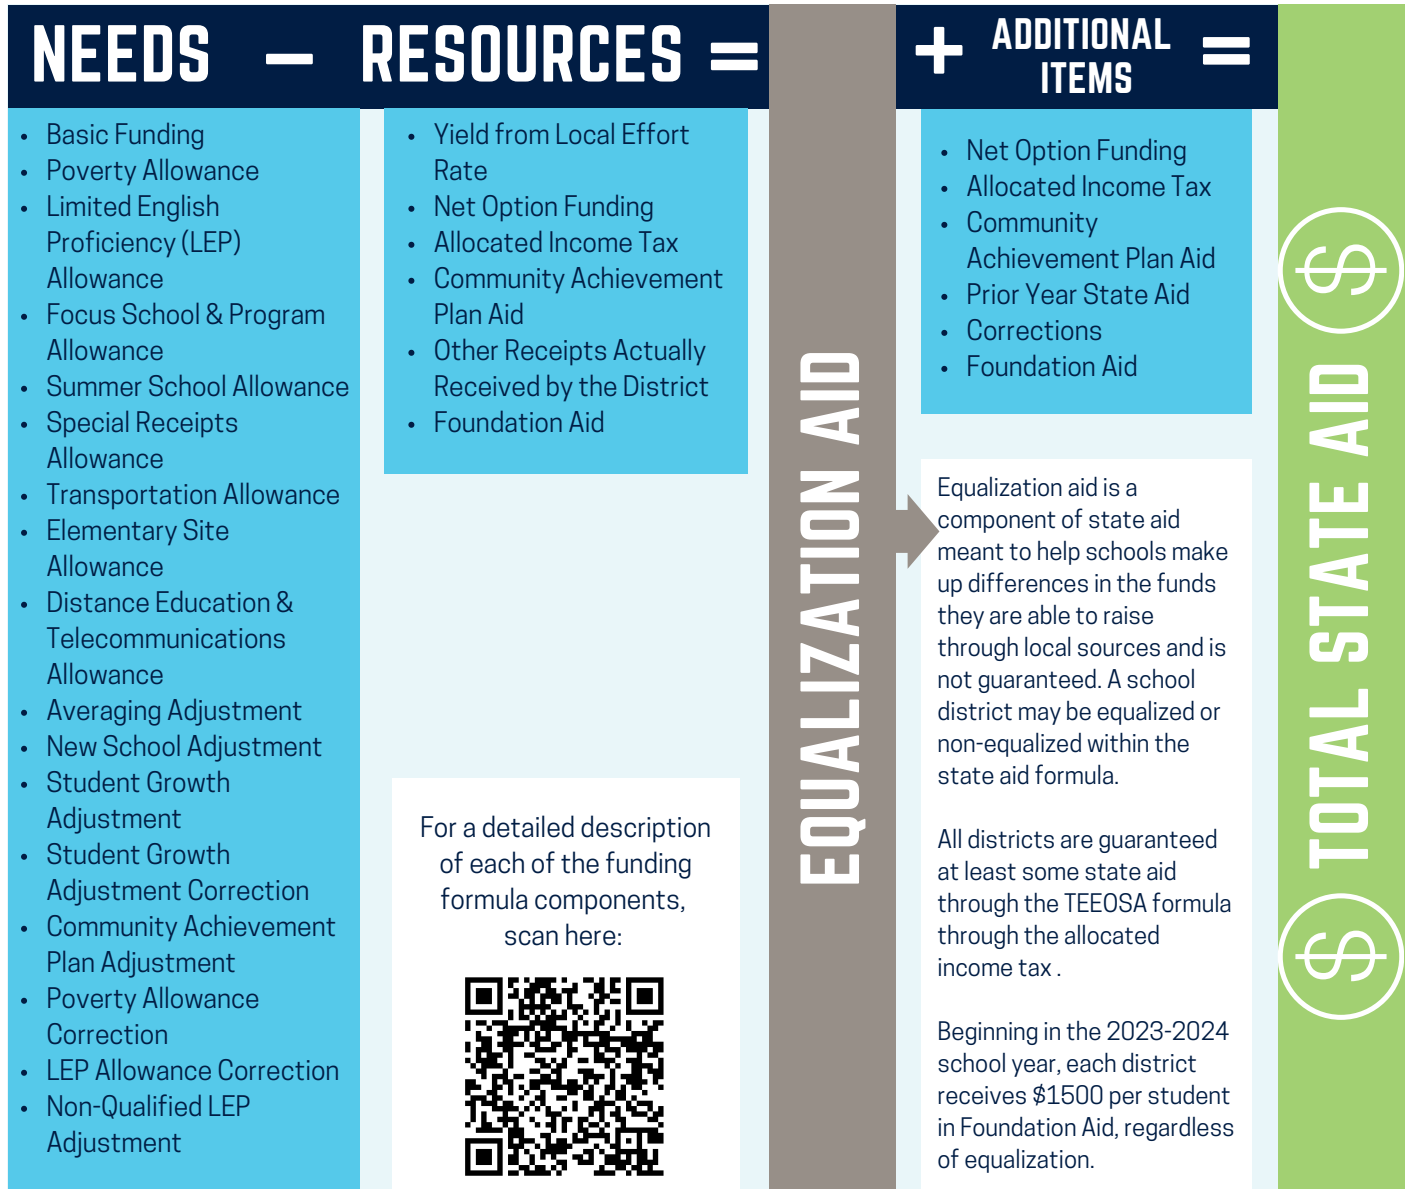 NEEDS − RESOURCES =
Basic Funding
Poverty Allowance
Limited English
Proficiency (LEP)
Allowance
Focus School & Program
Allowance
Summer School Allowance
Special Receipts
Allowance
Transportation Allowance
Elementary Site
Allowance
Distance Education &
Telecommunications
Allowance
Averaging Adjustment
New School Adjustment
Student Growth
Adjustment
Student Growth
Adjustment Correction
Community Achievement
Plan Adjustment
Poverty Allowance
Correction
LEP Allowance Correction
Non-Qualified LEP
Adjustment
Yield from Local Effort
Rate
Net Option Funding
Allocated Income Tax
Community Achievement
Plan Aid
Other Receipts Actually
Received by the District
Foundation Aid
For a detailed description
of each of the funding
formula components,
scan here:
EQUALIZATION AID
+ ADDITIONAL =
ITEMS
Net Option Funding
Allocated Income Tax
Community
Achievement Plan Aid
Prior Year State Aid
Corrections
Foundation Aid
Equalization aid is a
component of state aid
meant to help schools make
up differences in the funds
they are able to raise
through local sources and is
not guaranteed. A school
district may be equalized or
non-equalized within the
state aid formula.
All districts are guaranteed
at least some state aid
through the TEEOSA formula
through the allocated
income tax .
Beginning in the 2023-2024
school year, each district
receives $1500 per student
in Foundation Aid, regardless
of equalization.
$ TOTAL STATE AID $